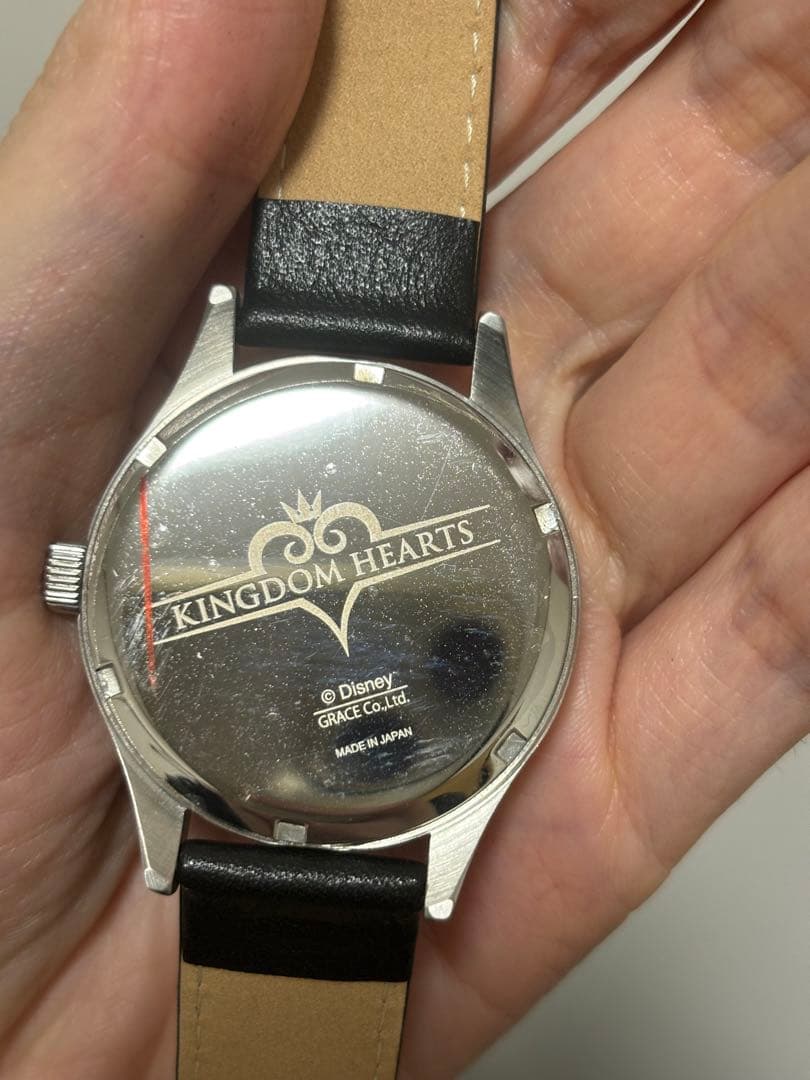 KINGDOM HEARTS
© Disney
GRACE Co.,Ltd.
MADE IN JAPAN